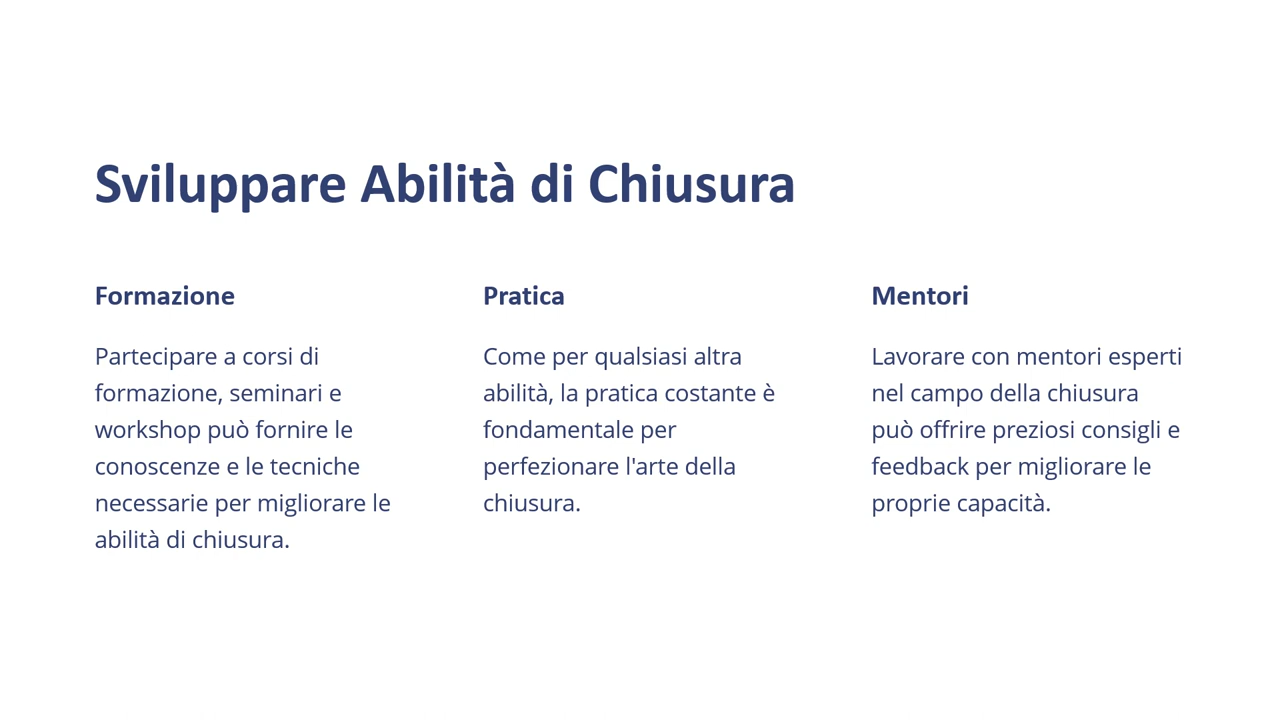 Sviluppare Abilità di Chiusura
Formazione
Partecipare a corsi di
formazione, seminari e
workshop può fornire le
conoscenze e le tecniche
necessarie per migliorare le
abilità di chiusura.
Pratica
Come per qualsiasi altra
abilità, la pratica costante è
fondamentale per
perfezionare l'arte della
chiusura.
Mentori
Lavorare con mentori esperti
nel campo della chiusura
può offrire preziosi consigli e
feedback per migliorare le
proprie capacità.